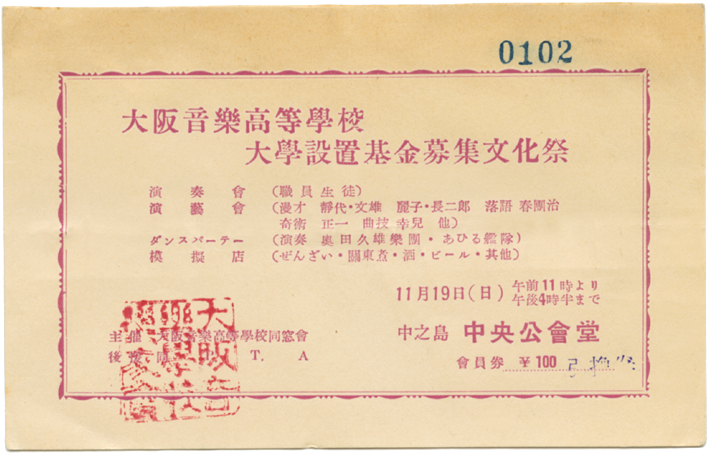 0102
大阪音樂高等學校
大學設置基金募集文化祭
演奏會 (職員生徒)
演藝會 (漫才 靜代・文雄 麗子・長二郎 落語 春團治
奇術 正一 曲技 幸兒 他)
ダンスパーテー (演奏 奥田久雄樂團・あひる艦隊)
模擬店 (ぜんざい・關東煮・酒・ビール・其他)
11月19日(日) 午前11時より
午後4時半まで
主催 大阪音樂高等學校同窓會
中之島 中央公會堂
後 同 T. A
會員券 ¥100